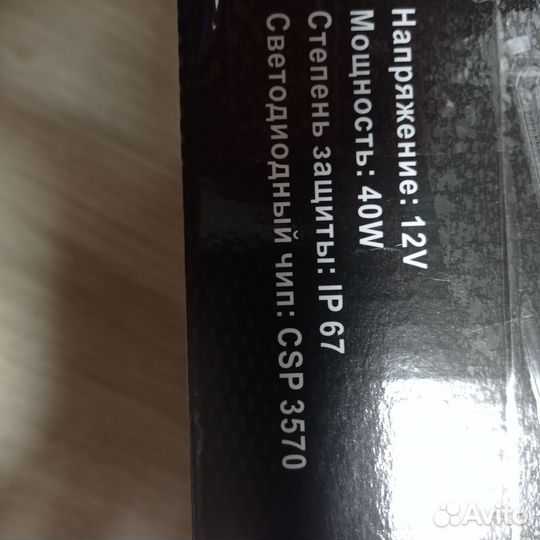 Напряжение: 12V
Мощность: 40W
Степень защиты: IP 67
Светодиодный чип: CSP 3570
Avito